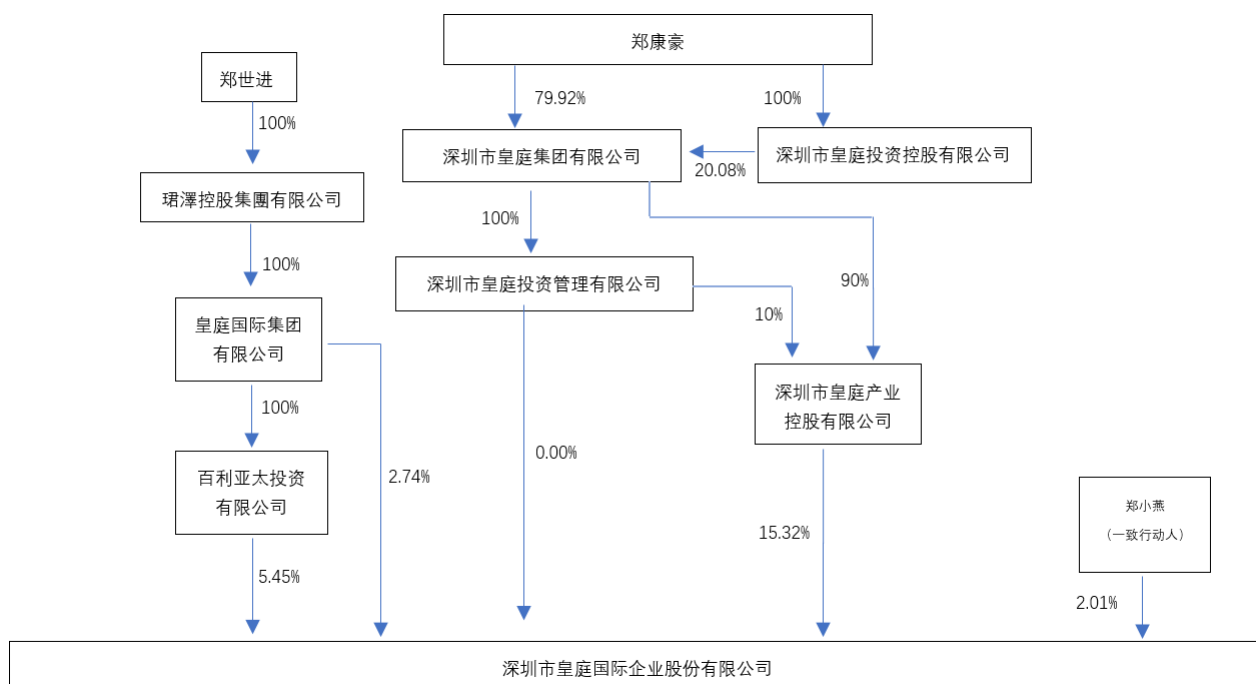 郑康豪
郑世进
79.92%
100%
100%
深圳市皇庭集团有限公司
深圳市皇庭投资控股有限公司
20.08%
珺澤控股集團有限公司
100%
100%
深圳市皇庭投资管理有限公司
90%
10%
皇庭国际集团
有限公司
深圳市皇庭产业
控股有限公司
100%
0.00%
2.74%
百利亚太投资
有限公司
郑小燕
（一致行动人）
15.32%
5.45%
2.01%
深圳市皇庭国际企业股份有限公司